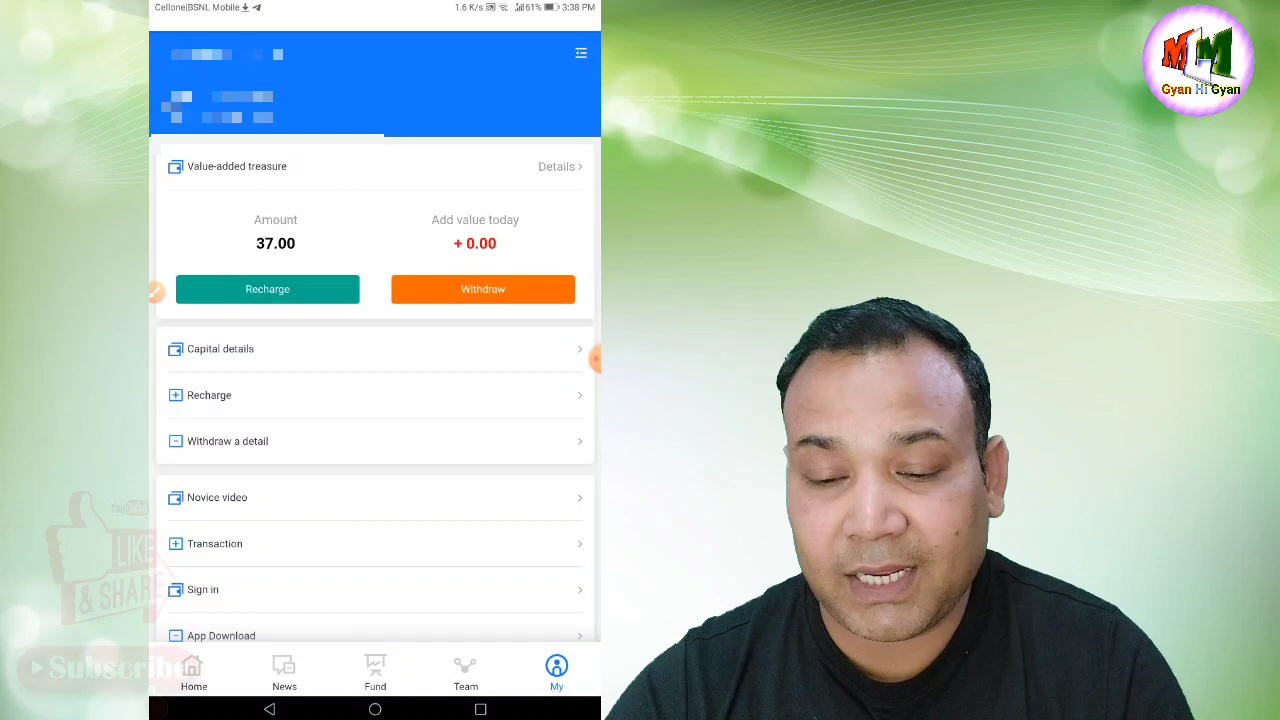 Cellone|BSNL Mobile 1.6 K/s 61% 3:38 PM
Value-added treasure Details >
Amount Add value today
37.00 + 0.00
Recharge Withdraw
Capital details
Recharge
Withdraw a detail
Novice video
Transaction
Sign in
App Download
Home News Fund Team My
MGM
Gyan Hi Gyan
YouTube
LIKE
& SHARE
Subscribe